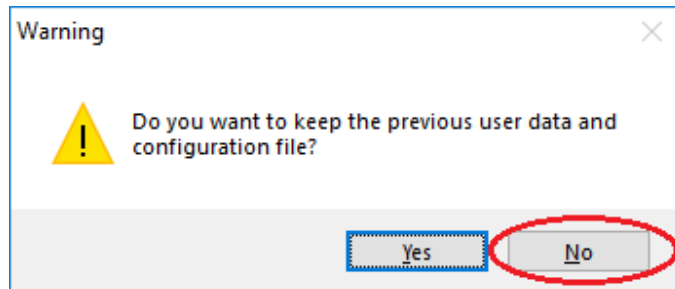 Warning
Do you want to keep the previous user data and
configuration file?
Yes
No